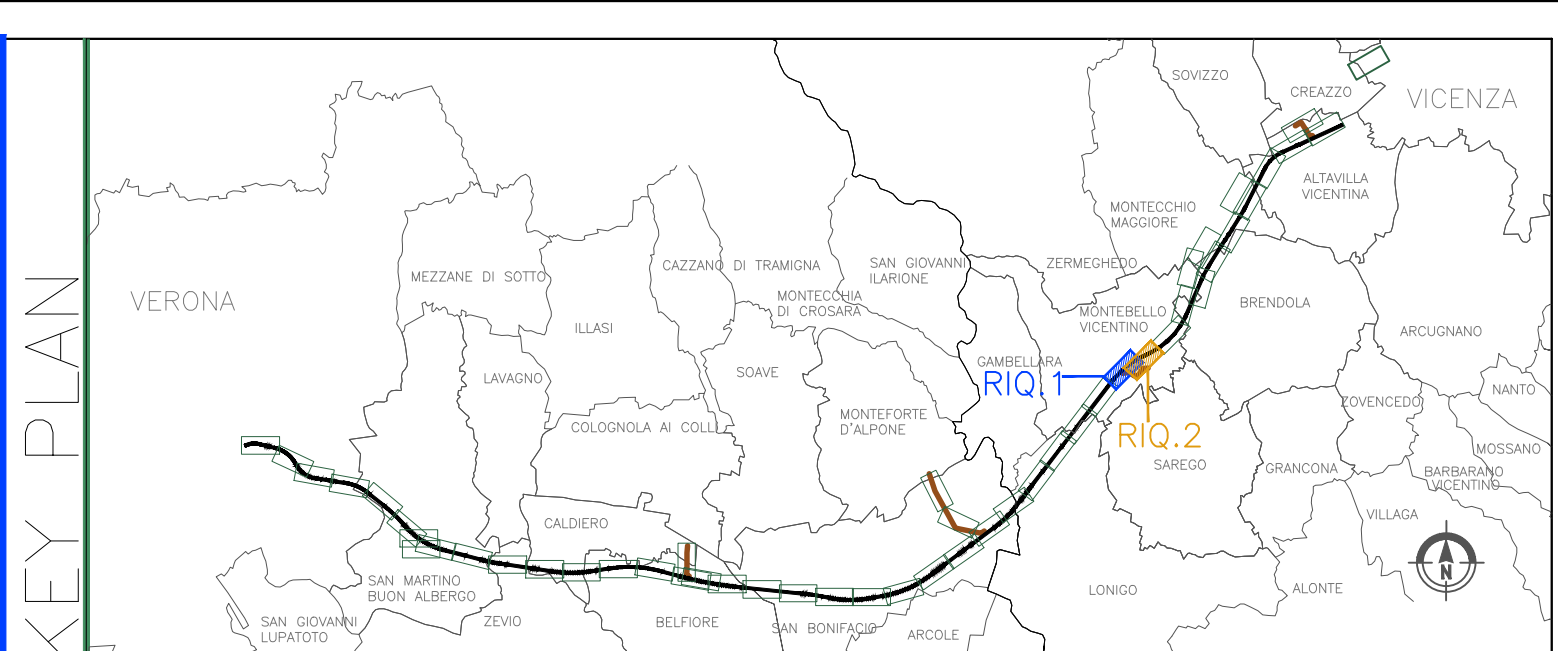 KEY PLAN
SOVIZZO
CREAZZO
VICENZA
ALTAVILLA
VICENTINA
MONTECCHIO
MAGGIORE
ZERMEGHEDO
SAN GIOVANNI
ILARIONE
CAZZANO DI TRAMIGNA
MEZZANE DI SOTTO
MONTECCHIA
DI CROSARA
VERONA
BRENDOLA
MONTEBELLO
VICENTINO
ILLASI
ARCUGNANO
GAMBELLARA
RIQ.1
SOAVE
LAVAGNO
NANTO
ZOVENCEDO
MONTEFORTE
D'ALPONE
COLOGNOLA AI COLLI
RIQ.2
MOSSANO
SAREGO
GRANCONA
BARBARANO
VICENTINO
VILLAGA
CALDIERO
N
SAN MARTINO
BUON ALBERGO
LONIGO
ALONTE
SAN GIOVANNI
LUPATOTO
ZEVIO
BELFIORE
SAN BONIFACIO
ARCOLE